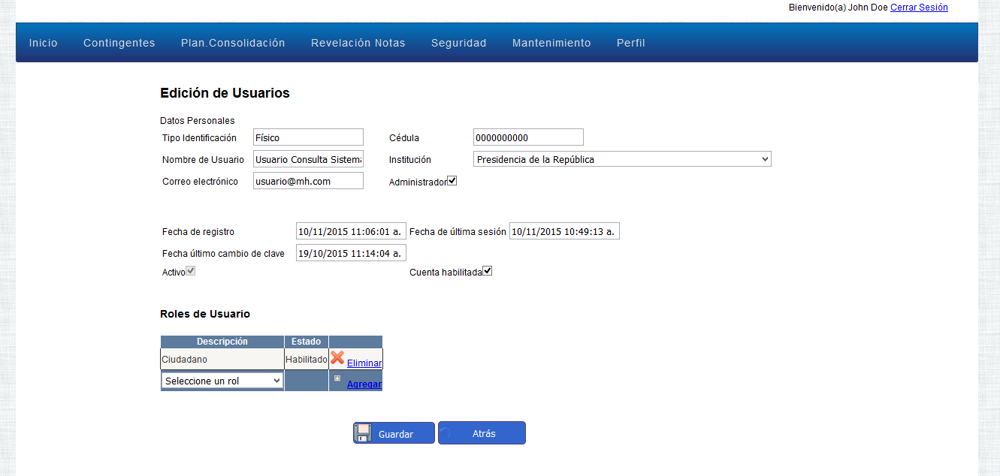 Bienvenido(a) John Doe Cerrar Sesión
Inicio Contingentes Plan.Consolidación Revelación Notas Seguridad Mantenimiento Perfil
Edición de Usuarios
Datos Personales
Tipo Identificación Físico Cédula 0000000000
Nombre de Usuario Usuario Consulta Sistema Institución Presidencia de la República
Correo electrónico usuario@mh.com Administrador
Fecha de registro 10/11/2015 11:06:01 a. Fecha de última sesión 10/11/2015 10:49:13 a.
Fecha último cambio de clave 19/10/2015 11:14:04 a.
Activo Cuenta habilitada
Roles de Usuario
Descripción Estado
Ciudadano Habilitado Eliminar
Seleccione un rol Agregar
Guardar Atrás